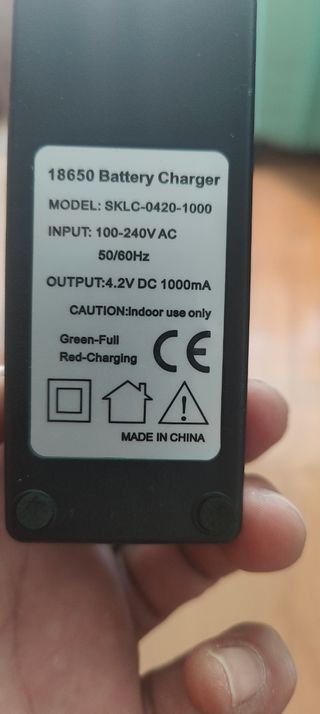 18650 Battery Charger
MODEL: SKLC-0420-1000
INPUT: 100-240V AC
50/60Hz
OUTPUT:4.2V DC 1000mA
CAUTION:Indoor use only
Green-Full
Red-Charging
CE
MADE IN CHINA